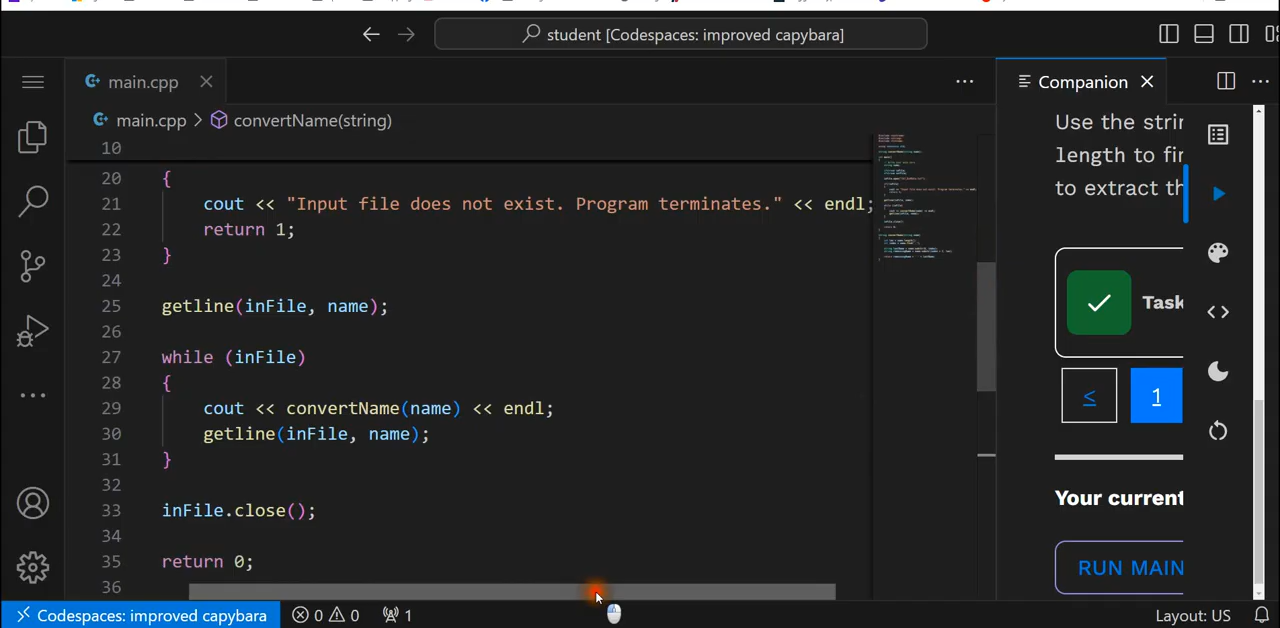 student [Codespaces: improved capybara]
main.cpp
Companion
main.cpp > convertName(string)
10
20 {
21 cout << "Input file does not exist. Program terminates." << endl;
22 return 1;
23 }
24
25 getline(inFile, name);
26
27 while (inFile)
28 {
29 cout << convertName(name) << endl;
30 getline(inFile, name);
31 }
32
33 inFile.close();
34
35 return 0;
36
Use the strin
length to fir
to extract th
Task
≤ 1
Your current
RUN MAIN
Codespaces: improved capybara 0 0 1 Layout: US